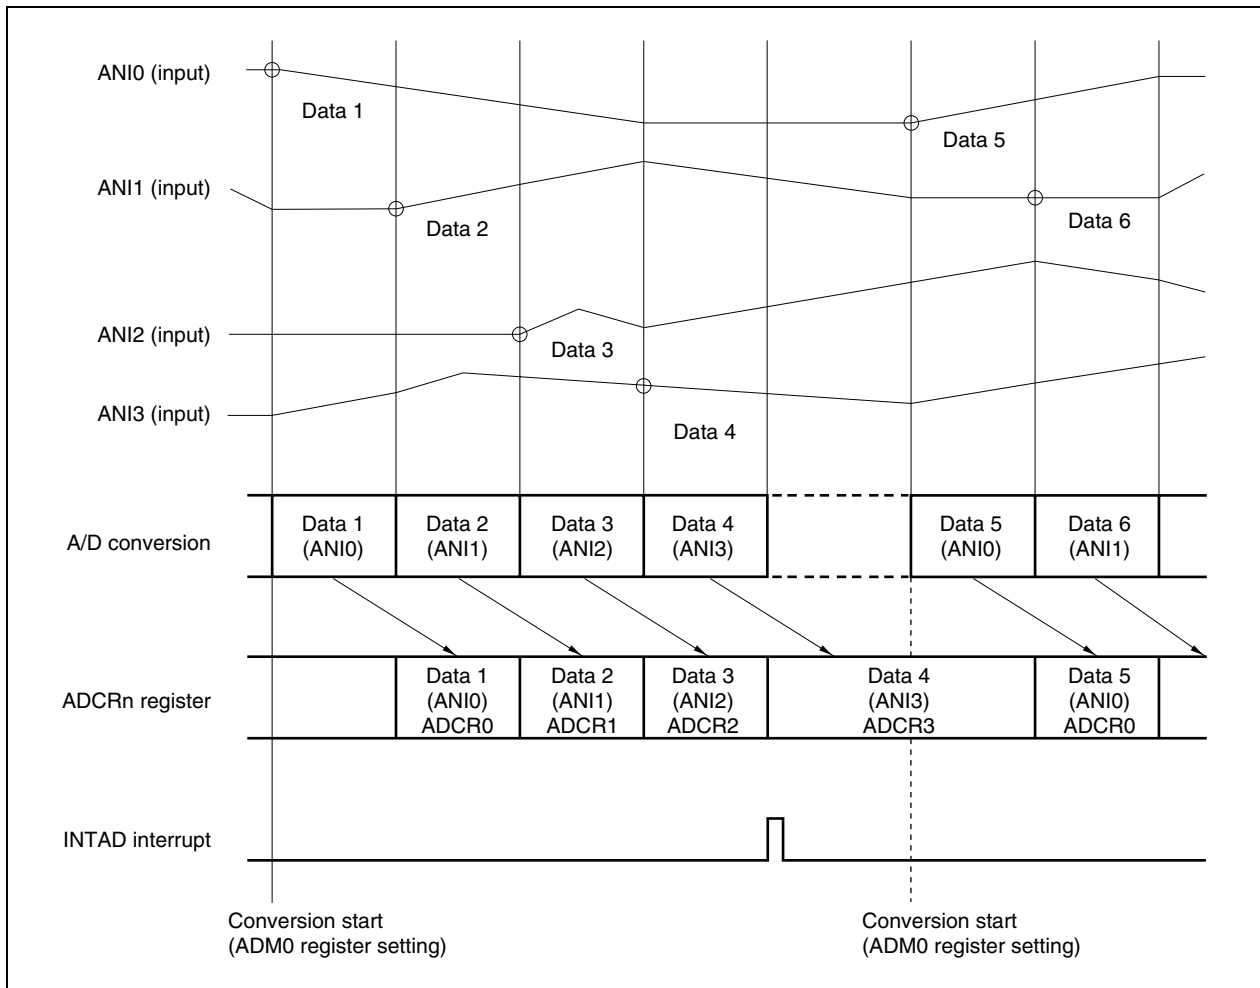 ANI0 (input)
Data 1
Data 5
ANI1 (input)
Data 2
Data 6
ANI2 (input)
Data 3
ANI3 (input)
Data 4
A/D conversion
Data 1
(ANI0)
Data 2
(ANI1)
Data 3
(ANI2)
Data 4
(ANI3)
Data 5
(ANI0)
Data 6
(ANI1)
ADCRn register
Data 1
(ANI0)
ADCR0
Data 2
(ANI1)
ADCR1
Data 3
(ANI2)
ADCR2
Data 4
(ANI3)
ADCR3
Data 5
(ANI0)
ADCR0
INTAD interrupt
Conversion start
(ADM0 register setting)
Conversion start
(ADM0 register setting)